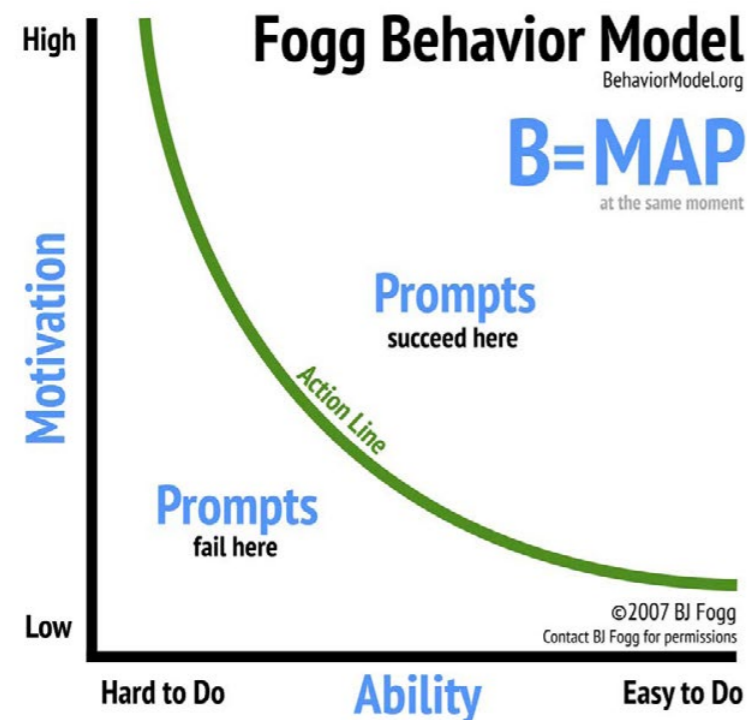 High
Fogg Behavior Model
BehaviorModel.org
B=MAP
at the same moment
Motivation
Prompts
succeed here
Action Line
Prompts
fail here
Low
©2007 BJ Fogg
Contact BJ Fogg for permissions
Hard to Do
Ability
Easy to Do